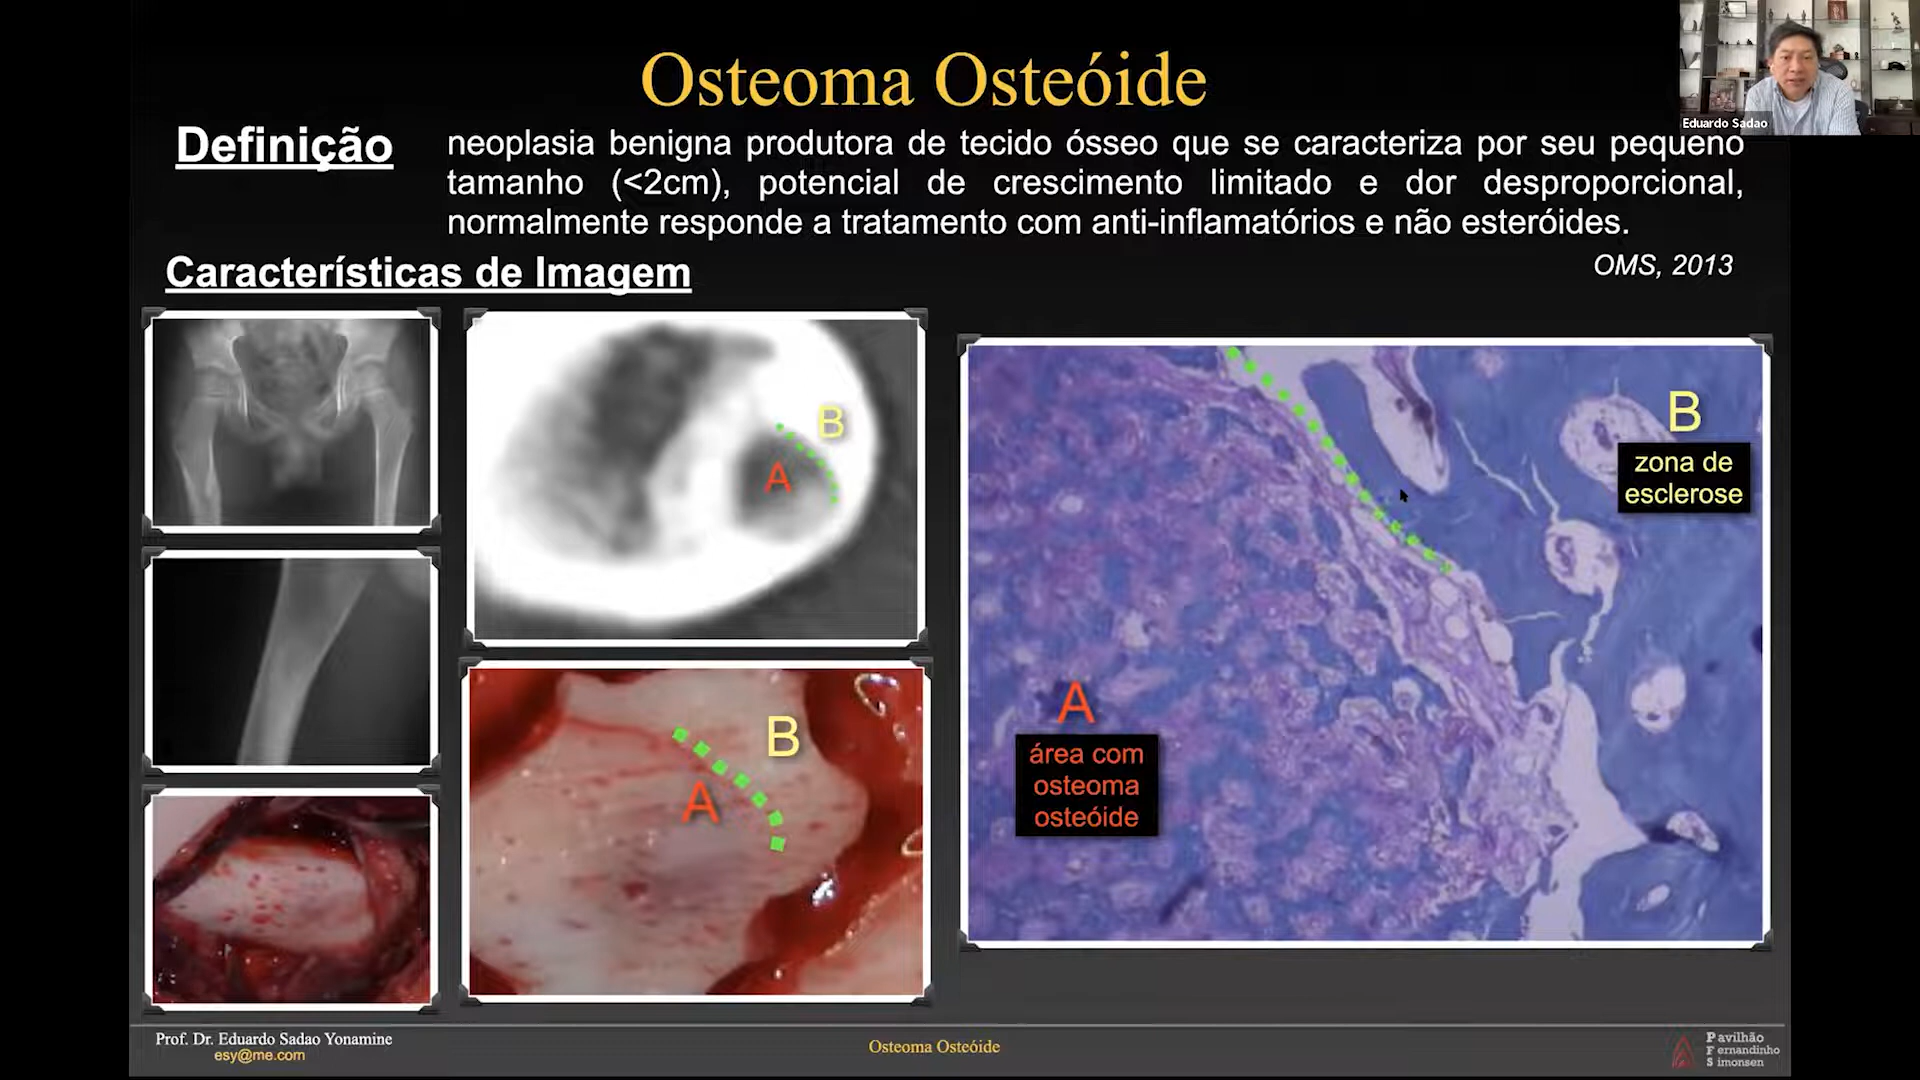 Osteoma Osteóide
Eduardo Sadao
Definição
neoplasia benigna produtora de tecido ósseo que se caracteriza por seu pequeno
tamanho (<2cm), potencial de crescimento limitado e dor desproporcional,
normalmente responde a tratamento com anti-inflamatórios e não esteróides.
OMS, 2013
Características de Imagem
B
A
B
A
B
zona de
esclerose
A
área com
osteoma
osteóide
Prof. Dr. Eduardo Sadao Yonamine
esy@me.com
Osteoma Osteóide
Pavilhão
Fernandinho
Simonsen